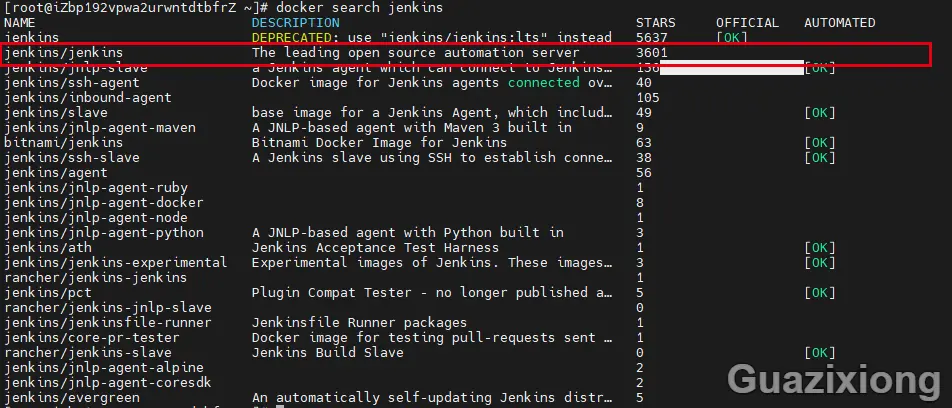 [root@iZbp192vpwa2urwntdtbfrZ ~]# docker search jenkins
NAME DESCRIPTION STARS OFFICIAL AUTOMATED
jenkins DEPRECATED: use "jenkins/jenkins:lts" instead 5637 [OK]
jenkins/jenkins The leading open source automation server 3601
jenkins/jnlp-slave a Jenkins agent which can connect to Jenkins… 156 [OK]
jenkins/ssh-agent Docker image for Jenkins agents connected ov… 40
jenkins/inbound-agent 105
jenkins/slave base image for a Jenkins Agent, which includ… 49 [OK]
jenkins/jnlp-agent-maven A JNLP-based agent with Maven 3 built in 9
bitnami/jenkins Bitnami Docker Image for Jenkins 63 [OK]
jenkins/ssh-slave A Jenkins slave using SSH to establish conne… 38 [OK]
jenkins/agent 56
jenkins/jnlp-agent-ruby 1
jenkins/jnlp-agent-docker 8
jenkins/jnlp-agent-node 1
jenkins/jnlp-agent-python A JNLP-based agent with Python built in 3
jenkins/ath Jenkins Acceptance Test Harness 1 [OK]
jenkins/jenkins-experimental Experimental images of Jenkins. These images… 3 [OK]
rancher/jenkins-jenkins 1
jenkins/pct Plugin Compat Tester - no longer published a… 5 [OK]
rancher/jenkins-jnlp-slave 0
jenkins/jenkinsfile-runner Jenkinsfile Runner packages 1
jenkins/core-pr-tester Docker image for testing pull-requests sent … 1
rancher/jenkins-slave Jenkins Build Slave 0 [OK]
jenkins/jnlp-agent-alpine 2
jenkins/jnlp-agent-coresdk 2
jenkins/evergreen An automatically self-updating Jenkins distr… 5
Guazixiong